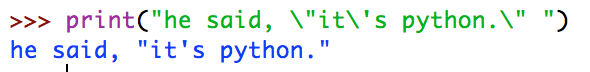 >>> print("he said, \"it\'s python.\" ")
he said, "it's python."